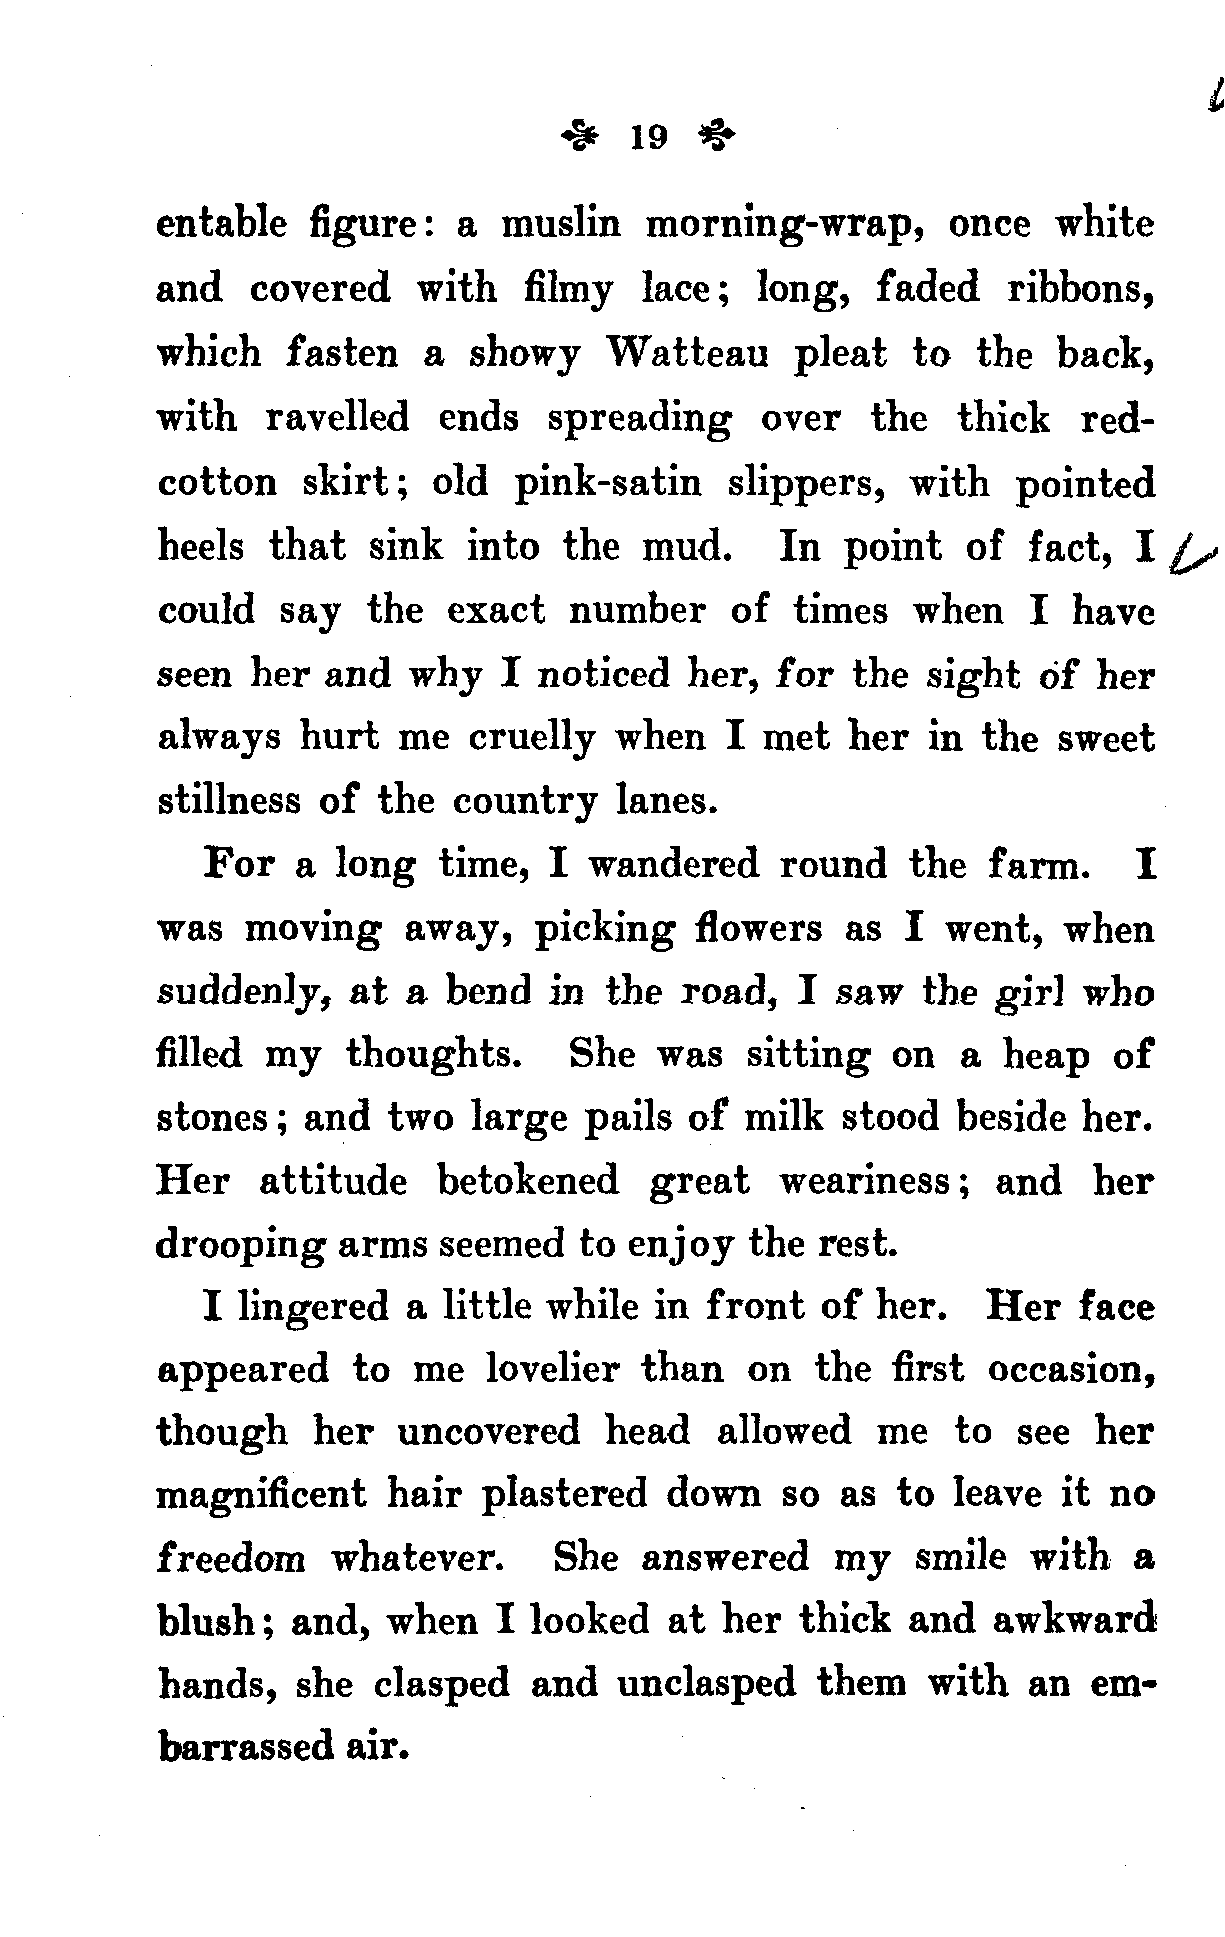 19
entable figure: a muslin morning-wrap, once white
and covered with filmy lace; long, faded ribbons,
which fasten a showy Watteau pleat to the back,
with ravelled ends spreading over the thick red-
cotton skirt; old pink-satin slippers, with pointed
heels that sink into the mud. In point of fact, I
could say the exact number of times when I have
seen her and why I noticed her, for the sight of her
always hurt me cruelly when I met her in the sweet
stillness of the country lanes.
For a long time, I wandered round the farm. I
was moving away, picking flowers as I went, when
suddenly, at a bend in the road, I saw the girl who
filled my thoughts. She was sitting on a heap of
stones; and two large pails of milk stood beside her.
Her attitude betokened great weariness; and her
drooping arms seemed to enjoy the rest.
I lingered a little while in front of her. Her face
appeared to me lovelier than on the first occasion,
though her uncovered head allowed me to see her
magnificent hair plastered down so as to leave it no
freedom whatever. She answered my smile with a
blush; and, when I looked at her thick and awkward
hands, she clasped and unclasped them with an em-
barrassed air.